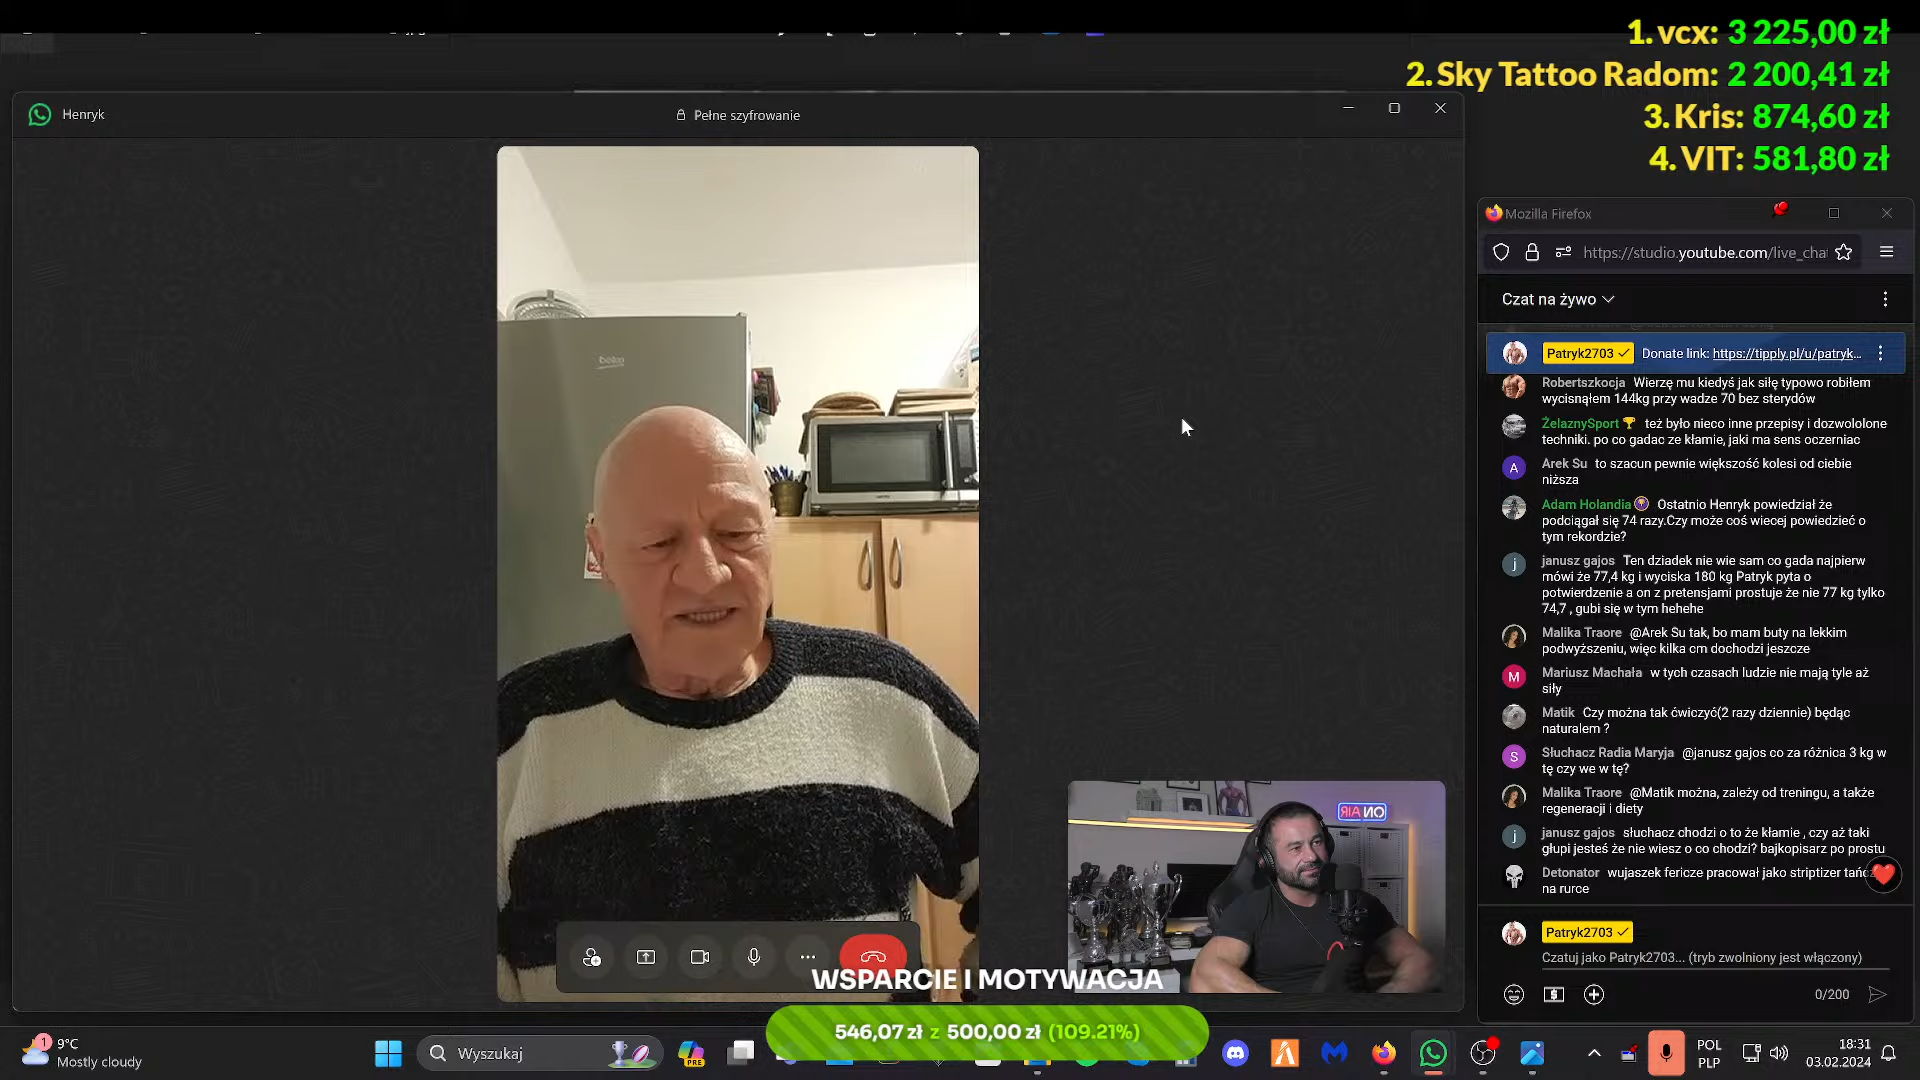 1. vcx: 3 225,00 zł
2. Sky Tattoo Radom: 2 200,41 zł
3. Kris: 874,60 zł
4. VIT: 581,80 zł
Henryk
Pełne szyfrowanie
beko
ON AIR
Mozilla Firefox
https://studio.youtube.com/live_cha
Czat na żywo
Patryk2703 Donate link: https://tipply.pl/u/patryk...
Robertszkocja Wierzę mu kiedyś jak siłę typowo robiłem
wycisnąłem 144kg przy wadze 70 bez sterydów
ŻelaznySport też było nieco inne przepisy i dozwololone
techniki. po co gadac ze kłamie, jaki ma sens oczerniac
Arek Su to szacun pewnie większość kolesi od ciebie
niższa
Adam Holandia Ostatnio Henryk powiedział że
podciągał się 74 razy.Czy może coś wiecej powiedzieć o
tym rekordzie?
janusz gajos Ten dziadek nie wie sam co gada najpierw
mówi że 77,4 kg i wyciska 180 kg Patryk pyta o
potwierdzenie a on z pretensjami prostuje że nie 77 kg tylko
74,7 , gubi się w tym hehehe
Malika Traore @Arek Su tak, bo mam buty na lekkim
podwyższeniu, więc kilka cm dochodzi jeszcze
Mariusz Machała w tych czasach ludzie nie mają tyle aż
siły
Matik Czy można tak ćwiczyć(2 razy dziennie) będąc
naturalem ?
Słuchacz Radia Maryja @janusz gajos co za różnica 3 kg w
tę czy we w tę?
Malika Traore @Matik można, zależy od treningu, a także
regeneracji i diety
janusz gajos słuchacz chodzi o to że kłamie , czy aż taki
głupi jesteś że nie wiesz o co chodzi? bajkopisarz po prostu
Detonator wujaszek fericze pracował jako striptizer
na rurce
Patryk2703
Czatuj jako Patryk2703... (tryb zwolniony jest włączony)
0/200
WSPARCIE I MOTYWACJA
546,07 zł z 500,00 zł (109.21%)
1
9°C
Mostly cloudy
Wyszukaj
PRE
POL
PLP
18:31
03.02.2024